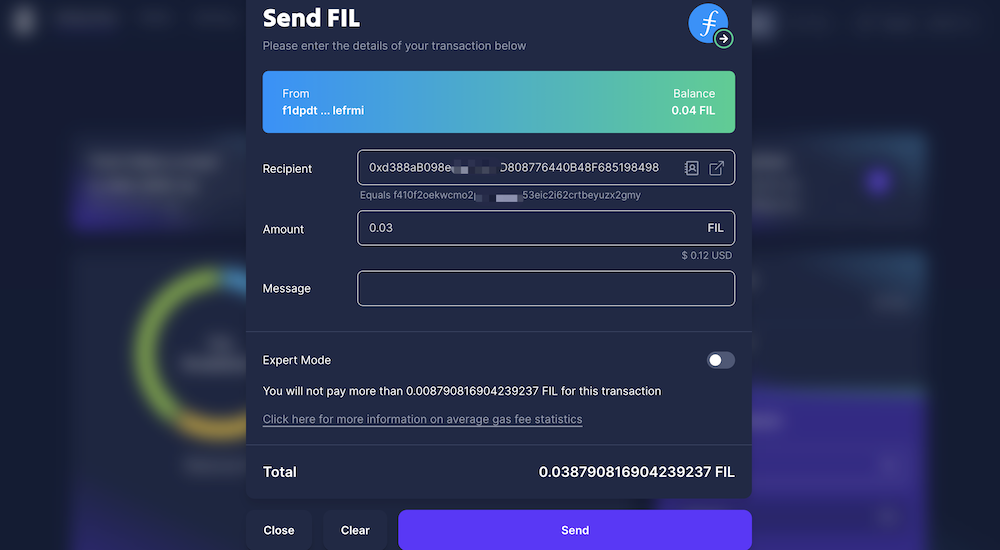 Send FIL
Please enter the details of your transaction below
From
Balance
f1dpdt ... lefrmi
0.04 FIL
Recipient
0xd388aB098e D808776440B48F685198498
Equals f410f2oekwcmo2 53eic2i62crtbeyuzx2gmy
Amount
0.03
FIL
$ 0.12 USD
Message
Expert Mode
You will not pay more than 0.008790816904239237 FIL for this transaction
Click here for more information on average gas fee statistics
Total
0.038790816904239237 FIL
Close
Clear
Send